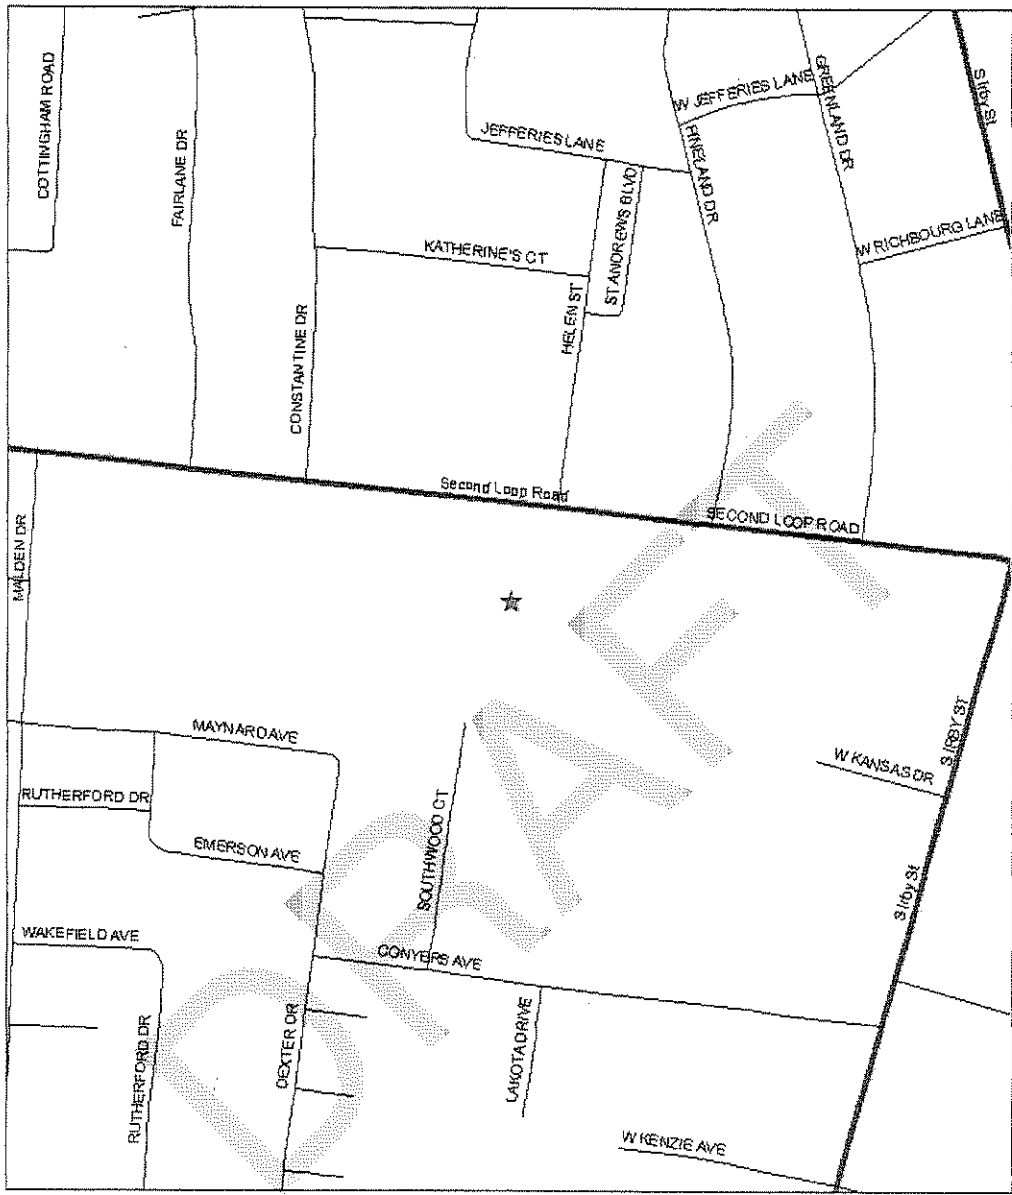 COTTINGHAM ROAD
FAIRLANE DR
CONSTANTINE DR
JEFFERIES LANE
W JEFFERIES LANE
GREENLAND DR
S Irby St
PINELAND DR
ST ANDREWS BLVD
KATHERINE'S CT
HELEN ST
W RICHBOURG LANE
Second Loop Road
SECOND LOOP ROAD
MALDEN DR
MAYNARD AVE
RUTHERFORD DR
EMERSON AVE
SOUTHWOOD CT
W KANSAS DR
S IRBY ST
S Irby St
WAKEFIELD AVE
CONYERS AVE
RUTHERFORD DR
DEXTER DR
LAKOTA DRIVE
W KENZIE AVE
DRAFT